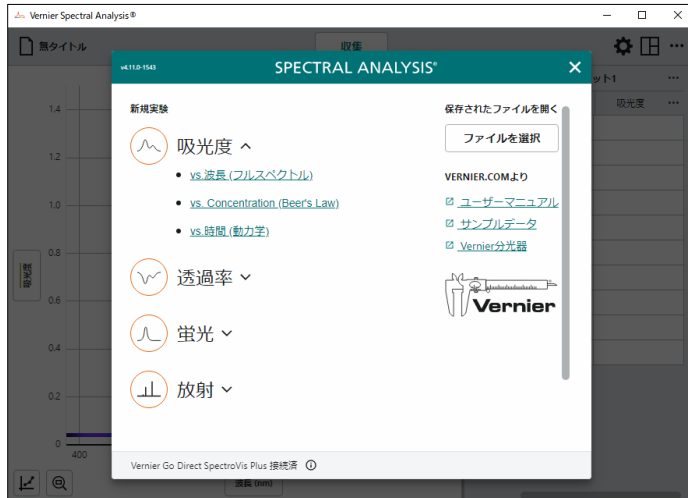 Vernier Spectral Analysis®
無タイトル
収集
v4.11.0-1543
SPECTRAL ANALYSIS®
ット1
吸光度
新規実験
吸光度
vs.波長 (フルスペクトル)
vs. Concentration (Beer's Law)
vs.時間 (動力学)
透過率
蛍光
放射
保存されたファイルを開く
ファイルを選択
VERNIER.COMより
ユーザーマニュアル
サンプルデータ
Vernier分光器
Vernier
Vernier Go Direct SpectroVis Plus 接続済
1.4
1.2
1.0
0.8
0.6
0.4
0.2
0
400
吸光度
波長 (nm)